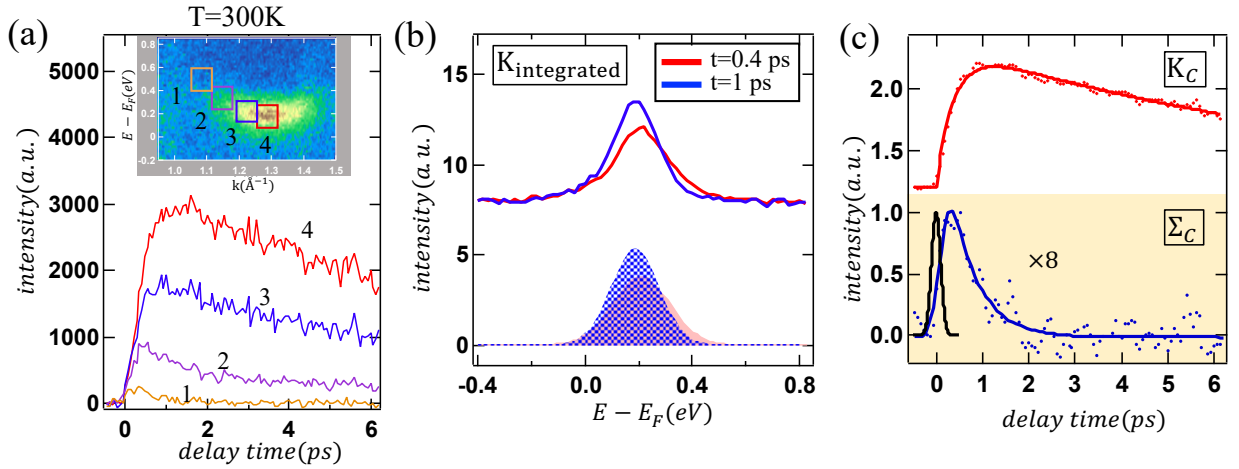 T=300K
(a)
5000
4000
3000
2000
1000
0
intensity(a.u.)
0 2 4 6
delay time(ps)
0.8
0.6
0.4
0.2
0.0
-0.2
E − E_F(eV)
1.0 1.1 1.2 1.3 1.4 1.5
k(Å⁻¹)
1
2
3
4
4
3
2
1
(b)
K_integrated
t=0.4 ps
t=1 ps
15
10
5
0
intensity(a.u.)
-0.4 0.0 0.4 0.8
E − E_F(eV)
(c)
K_C
2.0
1.0
0.5
0.0
intensity(a.u.)
Σ_C
×8
0 1 2 3 4 5 6
delay time(ps)